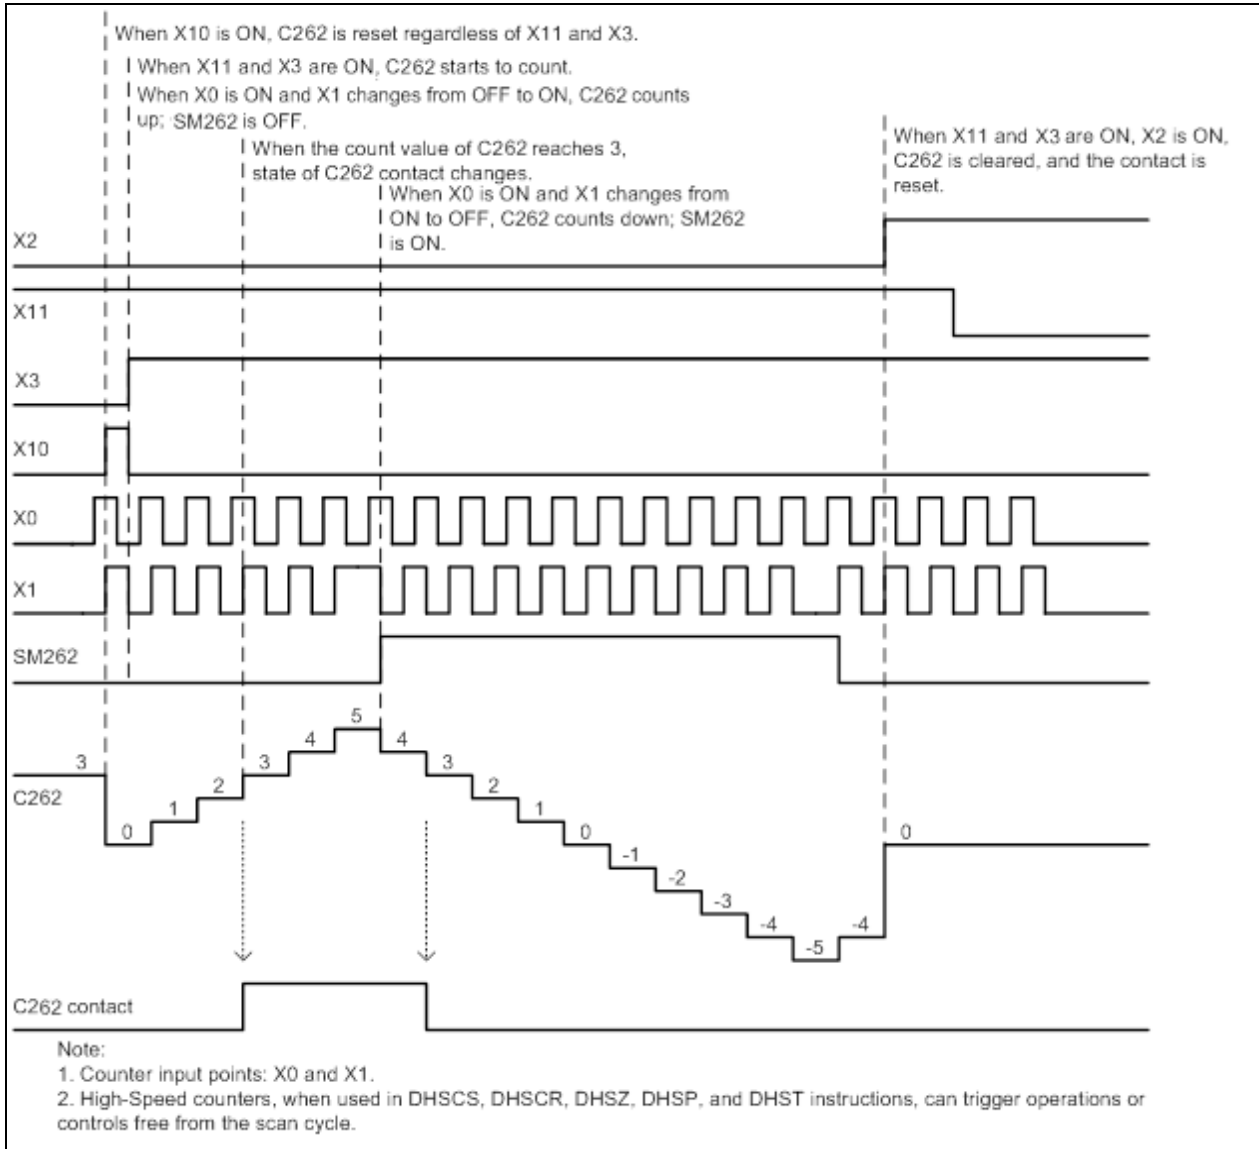 When X10 is ON, C262 is reset regardless of X11 and X3.
When X11 and X3 are ON, C262 starts to count.
When X0 is ON and X1 changes from OFF to ON, C262 counts
up; SM262 is OFF.
When the count value of C262 reaches 3,
state of C262 contact changes.
When X0 is ON and X1 changes from
ON to OFF, C262 counts down; SM262
is ON.
When X11 and X3 are ON, X2 is ON,
C262 is cleared, and the contact is
reset.
X2
X11
X3
X10
X0
X1
SM262
C262
3
0
1
2
3
4
5
4
3
2
1
0
-1
-2
-3
-4
-5
-4
0
C262 contact
Note:
1. Counter input points: X0 and X1.
2. High-Speed counters, when used in DHSCS, DHSCR, DHSZ, DHSP, and DHST instructions, can trigger operations or
controls free from the scan cycle.